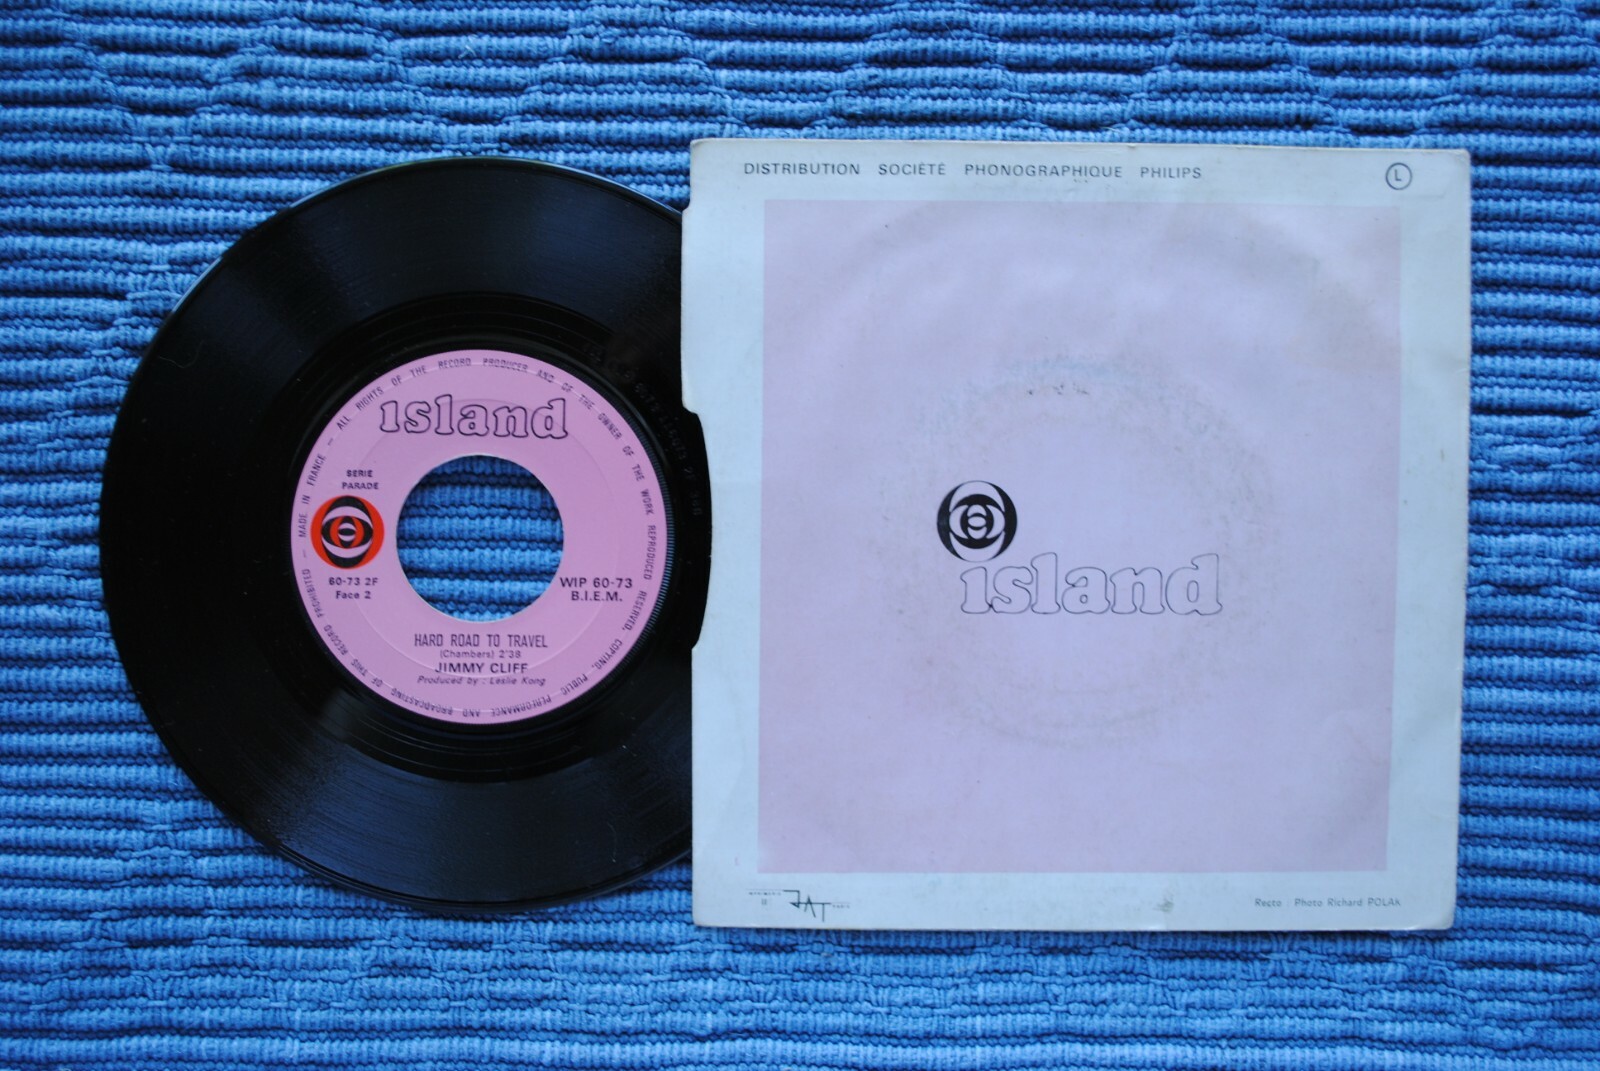 island
SERIE
PARADE
60-73 2F
Face 2
WIP 60-73
B.I.E.M.
HARD ROAD TO TRAVEL
(Chambers) 2'38
JIMMY CLIFF
Produced by : Leslie Kong
MADE IN FRANCE – ALL RIGHTS OF THE RECORD PRODUCER AND OF THE OWNER OF THE WORK REPRODUCED RESERVED. COPYING, PUBLIC PERFORMANCE AND BROADCASTING OF THIS RECORD PROHIBITED –
DISTRIBUTION SOCIÉTÉ PHONOGRAPHIQUE PHILIPS
L
island
JAT
Recto : Photo Richard POLAK